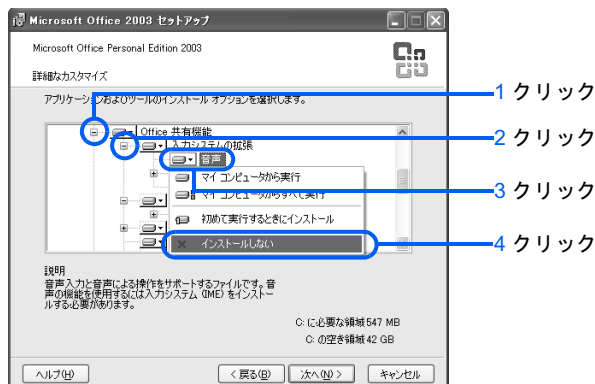 Microsoft Office 2003 セットアップ
Microsoft Office Personal Edition 2003
詳細なカスタマイズ
アプリケーションおよびツールのインストール オプションを選択します。
Office 共有機能
入力システムの拡張
音声
マイ コンピュータから実行
マイ コンピュータからすべて実行
初めて実行するときにインストール
インストールしない
1 クリック
2 クリック
3 クリック
4 クリック
説明
音声入力と音声による操作をサポートするファイルです。音
声の機能を使用するには入力システム (IME) をインストー
ルする必要があります。
C: に必要な領域 547 MB
C: の空き領域 42 GB
ヘルプ(H)
< 戻る(B)
次へ(N) >
キャンセル